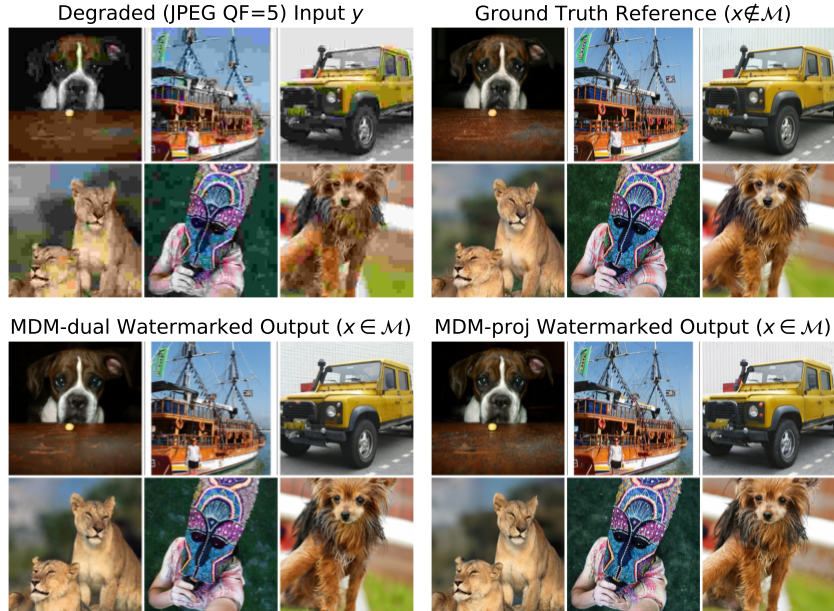 Degraded (JPEG QF=5) Input y
Ground Truth Reference (x∉ℳ)
MDM-dual Watermarked Output (x ∈ ℳ)
MDM-proj Watermarked Output (x ∈ ℳ)